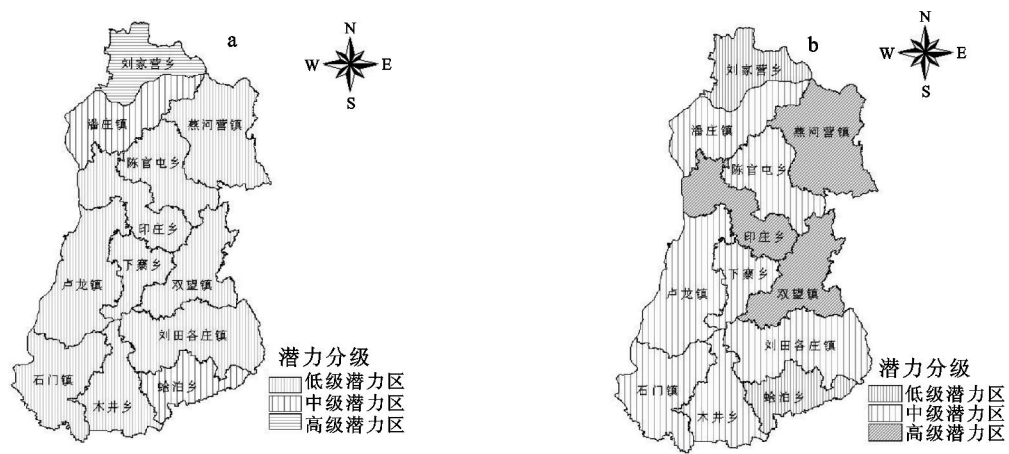 a
N
W E
S
刘家营乡
潘庄镇
燕河营镇
陈官屯乡
印庄乡
下寨乡
卢龙镇
双望镇
刘田各庄镇
石门镇
木井乡
蛤泊乡
潜力分级
低级潜力区
中级潜力区
高级潜力区
b
N
W E
S
刘家营乡
潘庄镇
燕河营镇
陈官屯乡
印庄乡
下寨乡
卢龙镇
双望镇
刘田各庄镇
石门镇
木井乡
蛤泊乡
潜力分级
低级潜力区
中级潜力区
高级潜力区